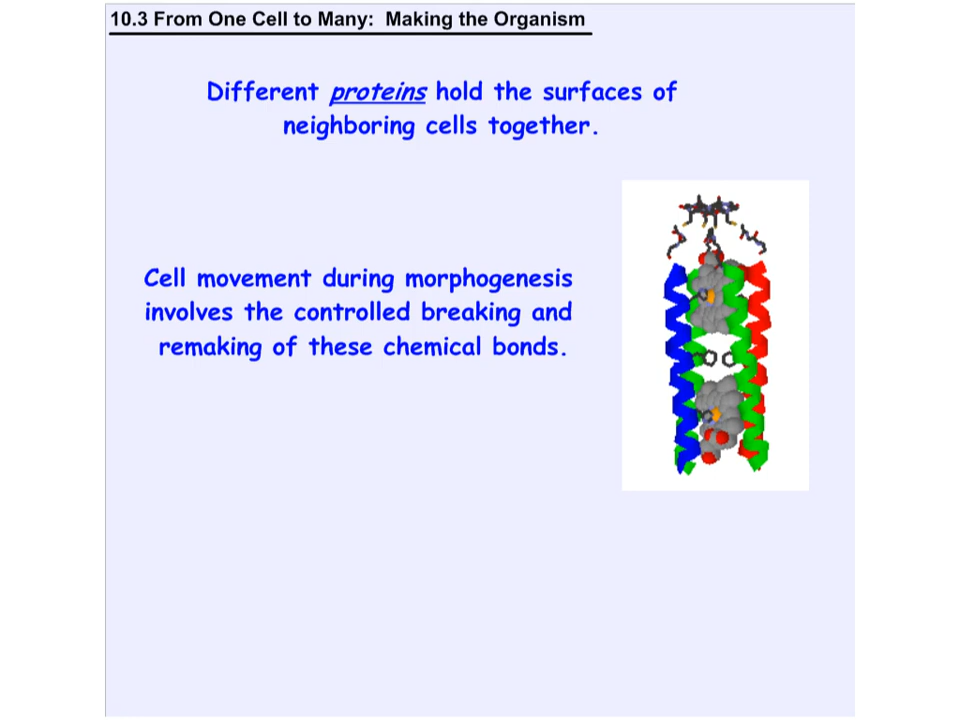 10.3 From One Cell to Many: Making the Organism
Different proteins hold the surfaces of
neighboring cells together.
Cell movement during morphogenesis
involves the controlled breaking and
remaking of these chemical bonds.